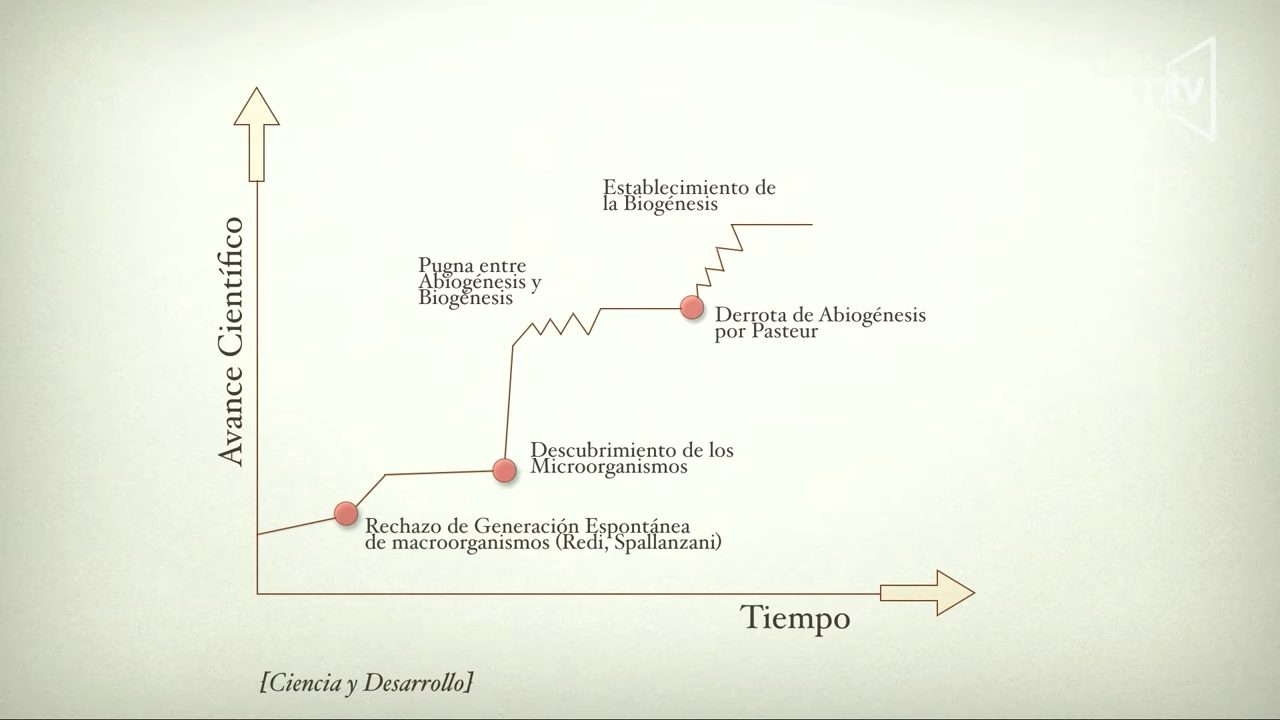 tv
Establecimiento de
la Biogénesis
Pugna entre
Abiogénesis y
Biogénesis
Derrota de Abiogénesis
por Pasteur
Avance Científico
Descubrimiento de los
Microorganismos
Rechazo de Generación Espontánea
de macroorganismos (Redi, Spallanzani)
Tiempo
[Ciencia y Desarrollo]